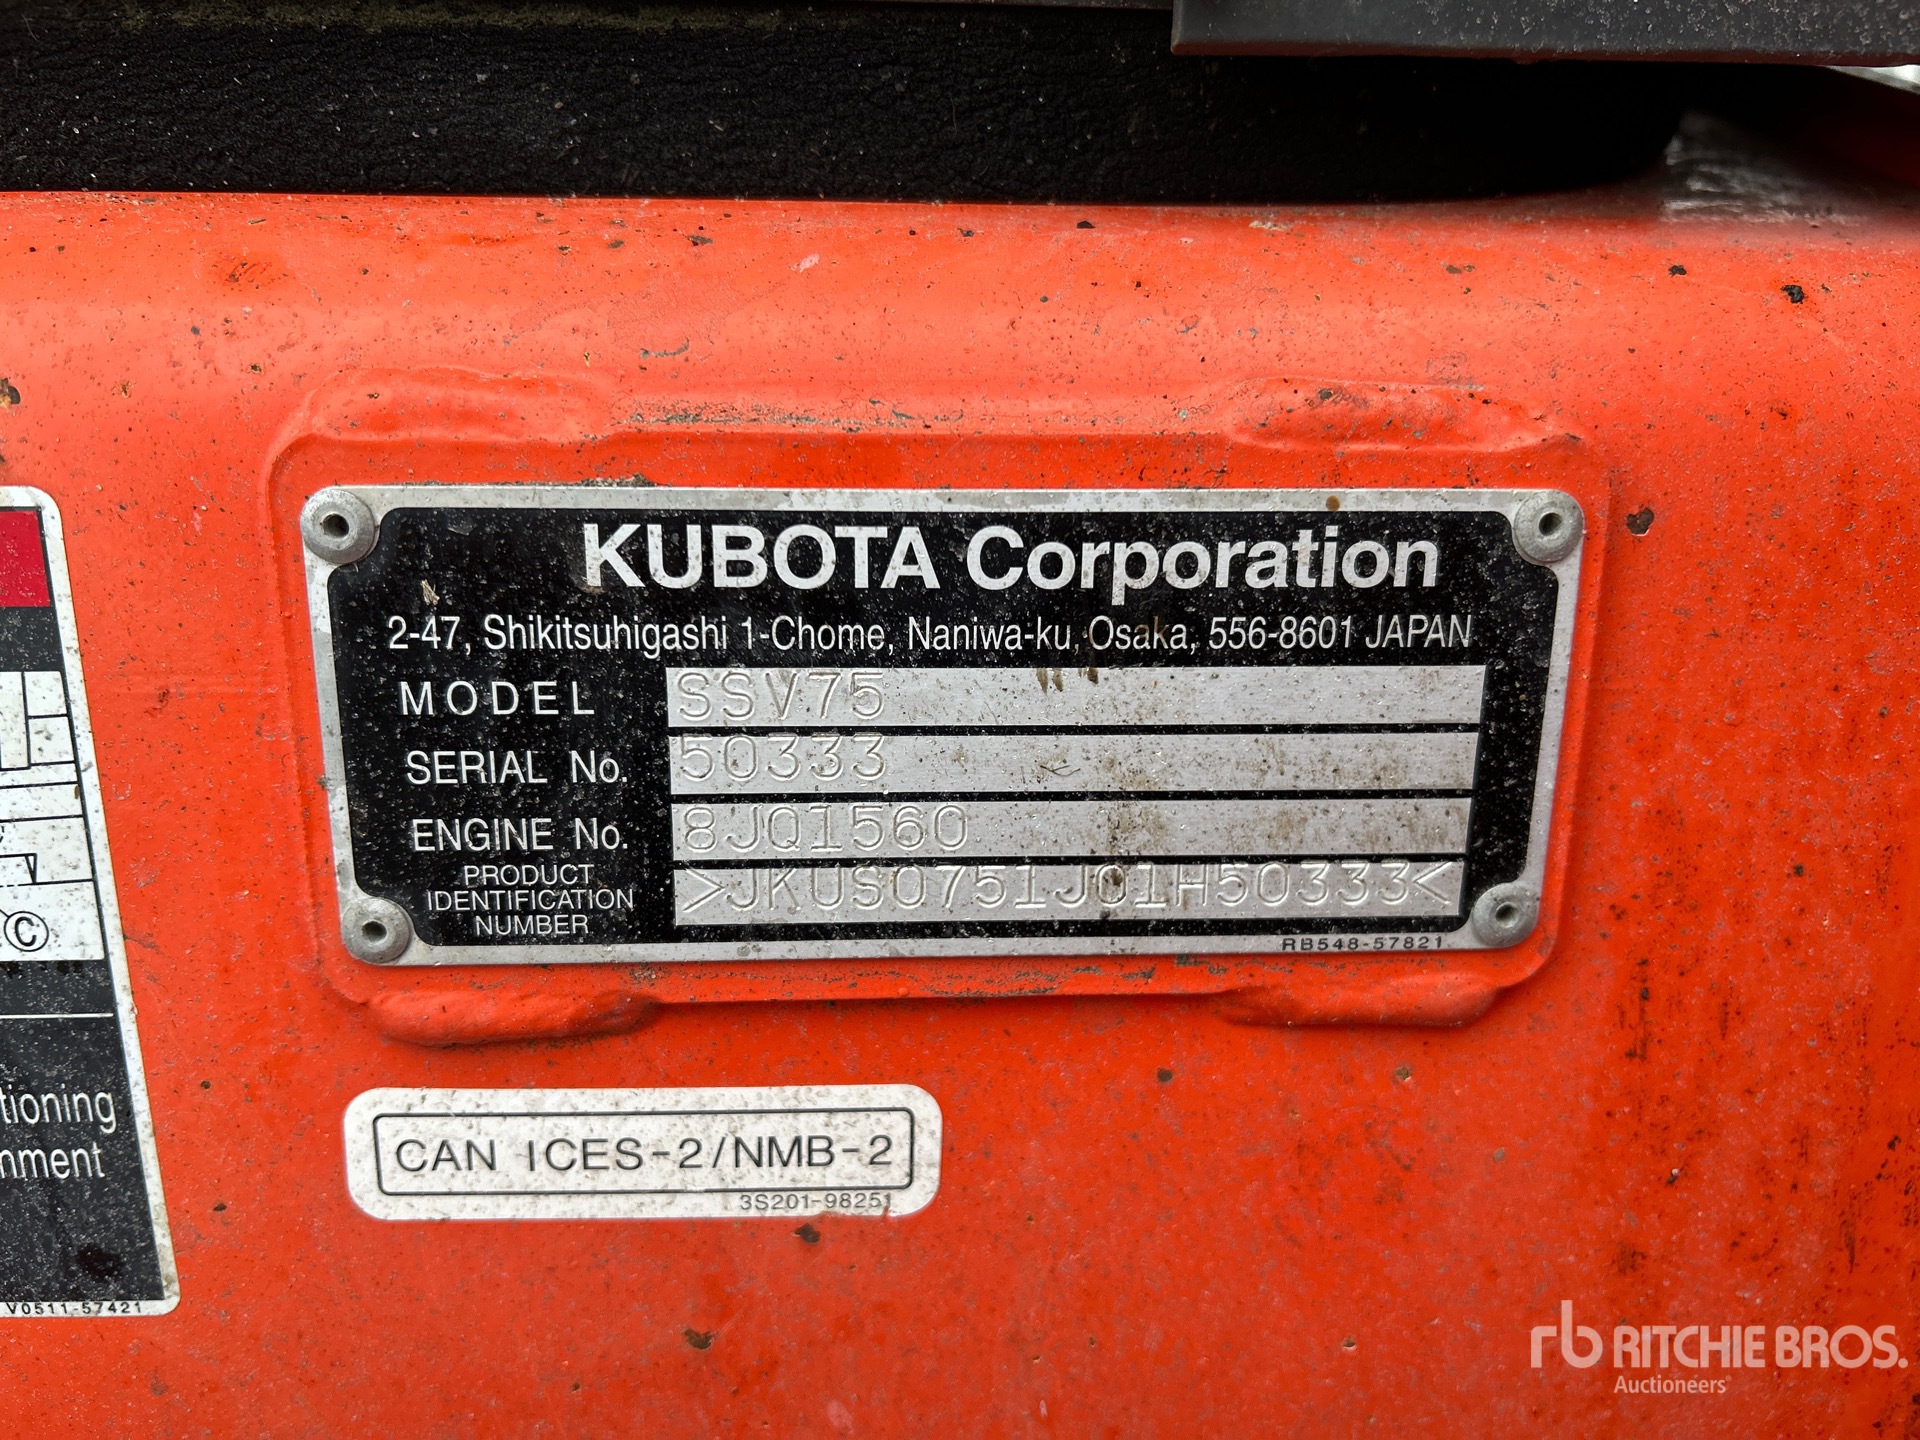 KUBOTA Corporation
2-47, Shikitsuhigashi 1-Chome, Naniwa-ku, Osaka, 556-8601 JAPAN
MODEL SSV75
SERIAL No. 50333
ENGINE No. 8JQ1560
PRODUCT
IDENTIFICATION
NUMBER
>JKUS0751J01H50333<
RB548-57821
C
tioning
nment
V0511-57421
CAN ICES-2/NMB-2
3S201-98251
rb RITCHIE BROS.
Auctioneers